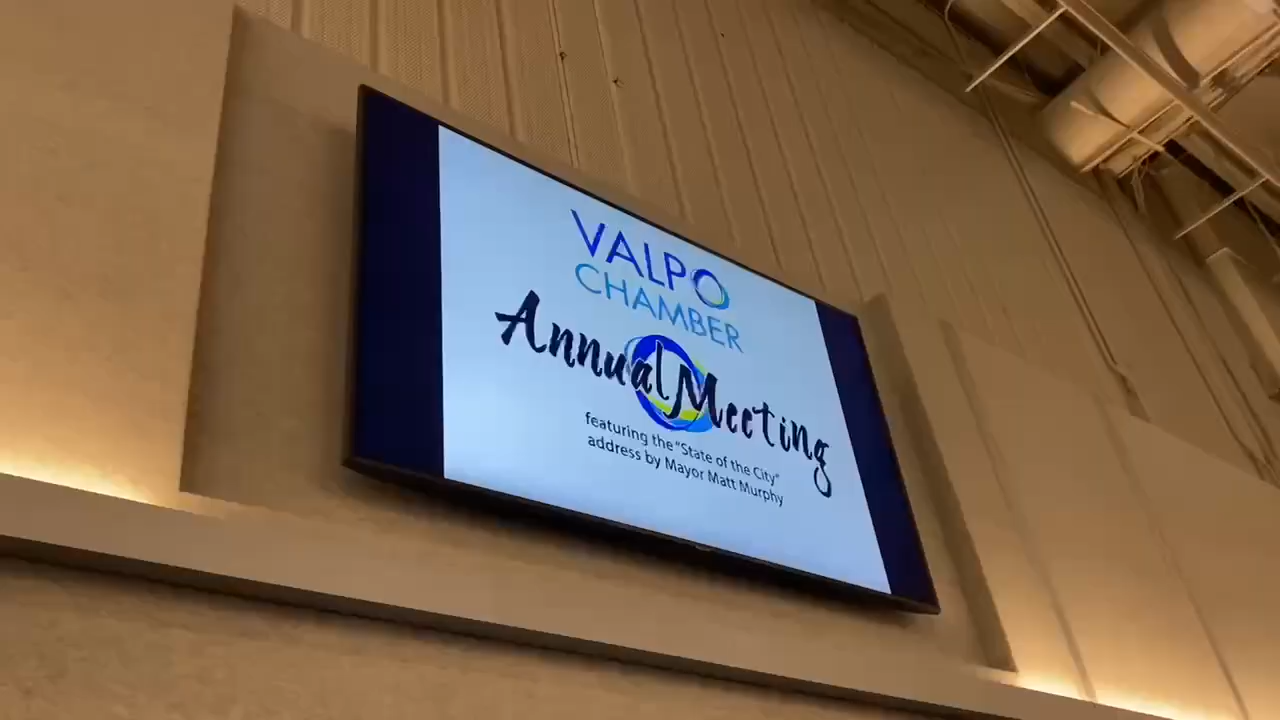 VALPO
CHAMBER
Annual Meeting
featuring the "State of the City"
address by Mayor Matt Murphy